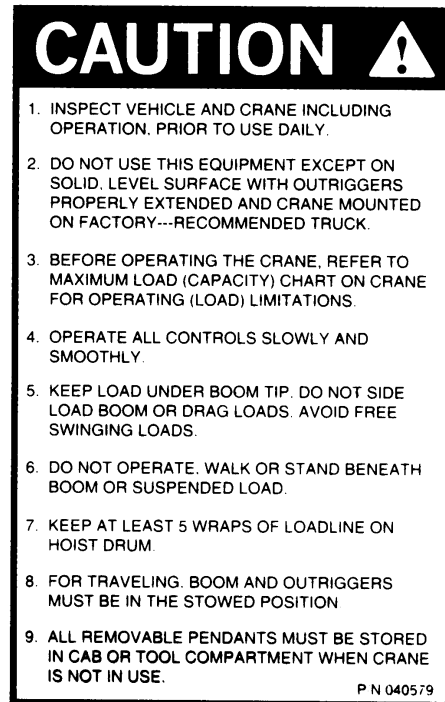 CAUTION
1. INSPECT VEHICLE AND CRANE INCLUDING
OPERATION, PRIOR TO USE DAILY.
2. DO NOT USE THIS EQUIPMENT EXCEPT ON
SOLID, LEVEL SURFACE WITH OUTRIGGERS
PROPERLY EXTENDED AND CRANE MOUNTED
ON FACTORY---RECOMMENDED TRUCK.
3. BEFORE OPERATING THE CRANE, REFER TO
MAXIMUM LOAD (CAPACITY) CHART ON CRANE
FOR OPERATING (LOAD) LIMITATIONS.
4. OPERATE ALL CONTROLS SLOWLY AND
SMOOTHLY.
5. KEEP LOAD UNDER BOOM TIP. DO NOT SIDE
LOAD BOOM OR DRAG LOADS. AVOID FREE
SWINGING LOADS.
6. DO NOT OPERATE, WALK OR STAND BENEATH
BOOM OR SUSPENDED LOAD.
7. KEEP AT LEAST 5 WRAPS OF LOADLINE ON
HOIST DRUM.
8. FOR TRAVELING, BOOM AND OUTRIGGERS
MUST BE IN THE STOWED POSITION
9. ALL REMOVABLE PENDANTS MUST BE STORED
IN CAB OR TOOL COMPARTMENT WHEN CRANE
IS NOT IN USE.
P N 040579